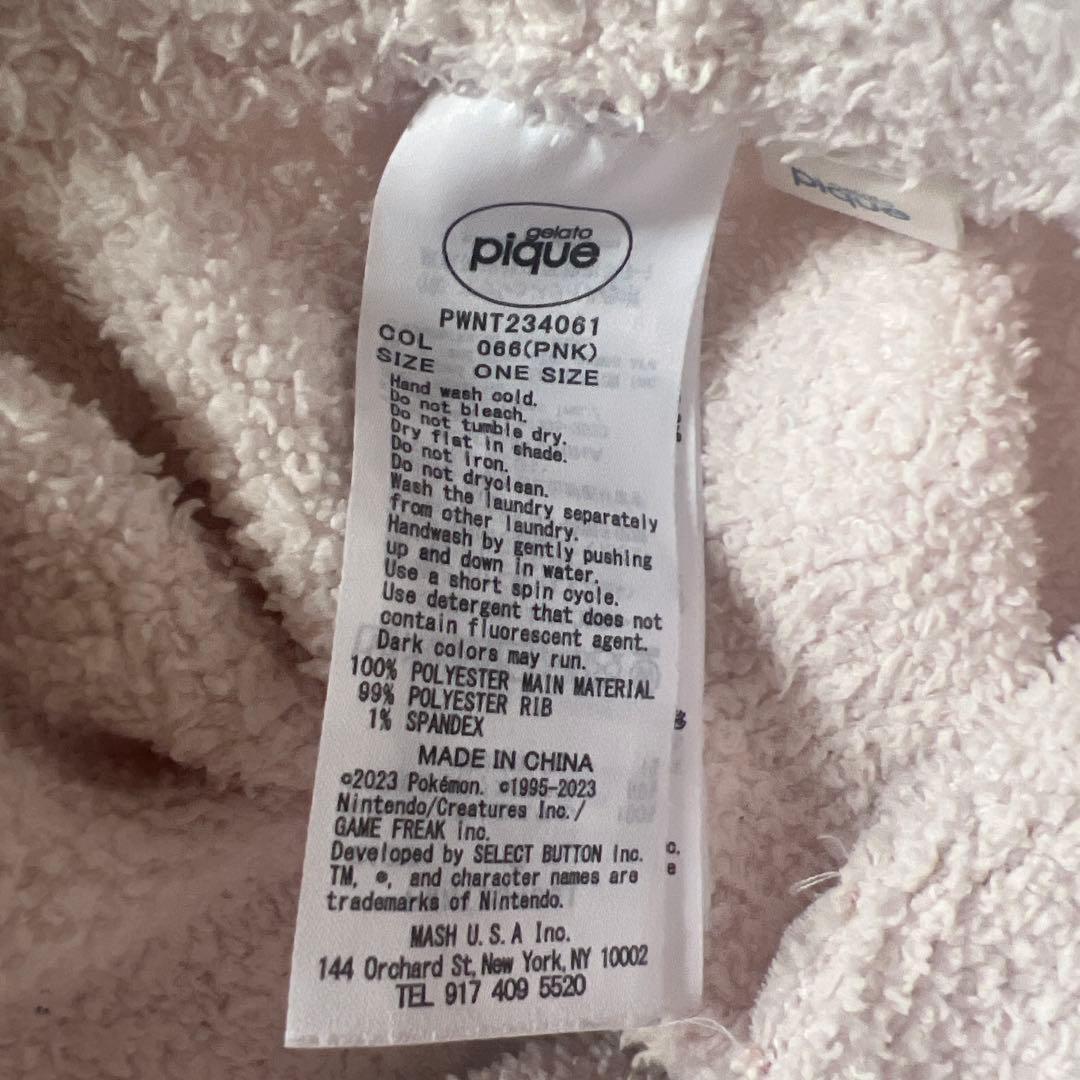 gelato
pique
pique
PWNT234061
COL 066(PNK)
SIZE ONE SIZE
Hand wash cold.
Do not bleach.
Do not tumble dry.
Dry flat in shade.
Do not iron.
Do not dryclean.
Wash the laundry separately
from other laundry.
Handwash by gently pushing
up and down in water.
Use a short spin cycle.
Use detergent that does not
contain fluorescent agent.
Dark colors may run.
100% POLYESTER MAIN MATERIAL
99% POLYESTER RIB
1% SPANDEX
MADE IN CHINA
©2023 Pokémon. ©1995-2023
Nintendo/Creatures Inc./
GAME FREAK inc.
Developed by SELECT BUTTON inc.
TM, ®, and character names are
trademarks of Nintendo.
MASH U.S.A Inc.
144 Orchard St, New York, NY 10002
TEL 917 409 5520